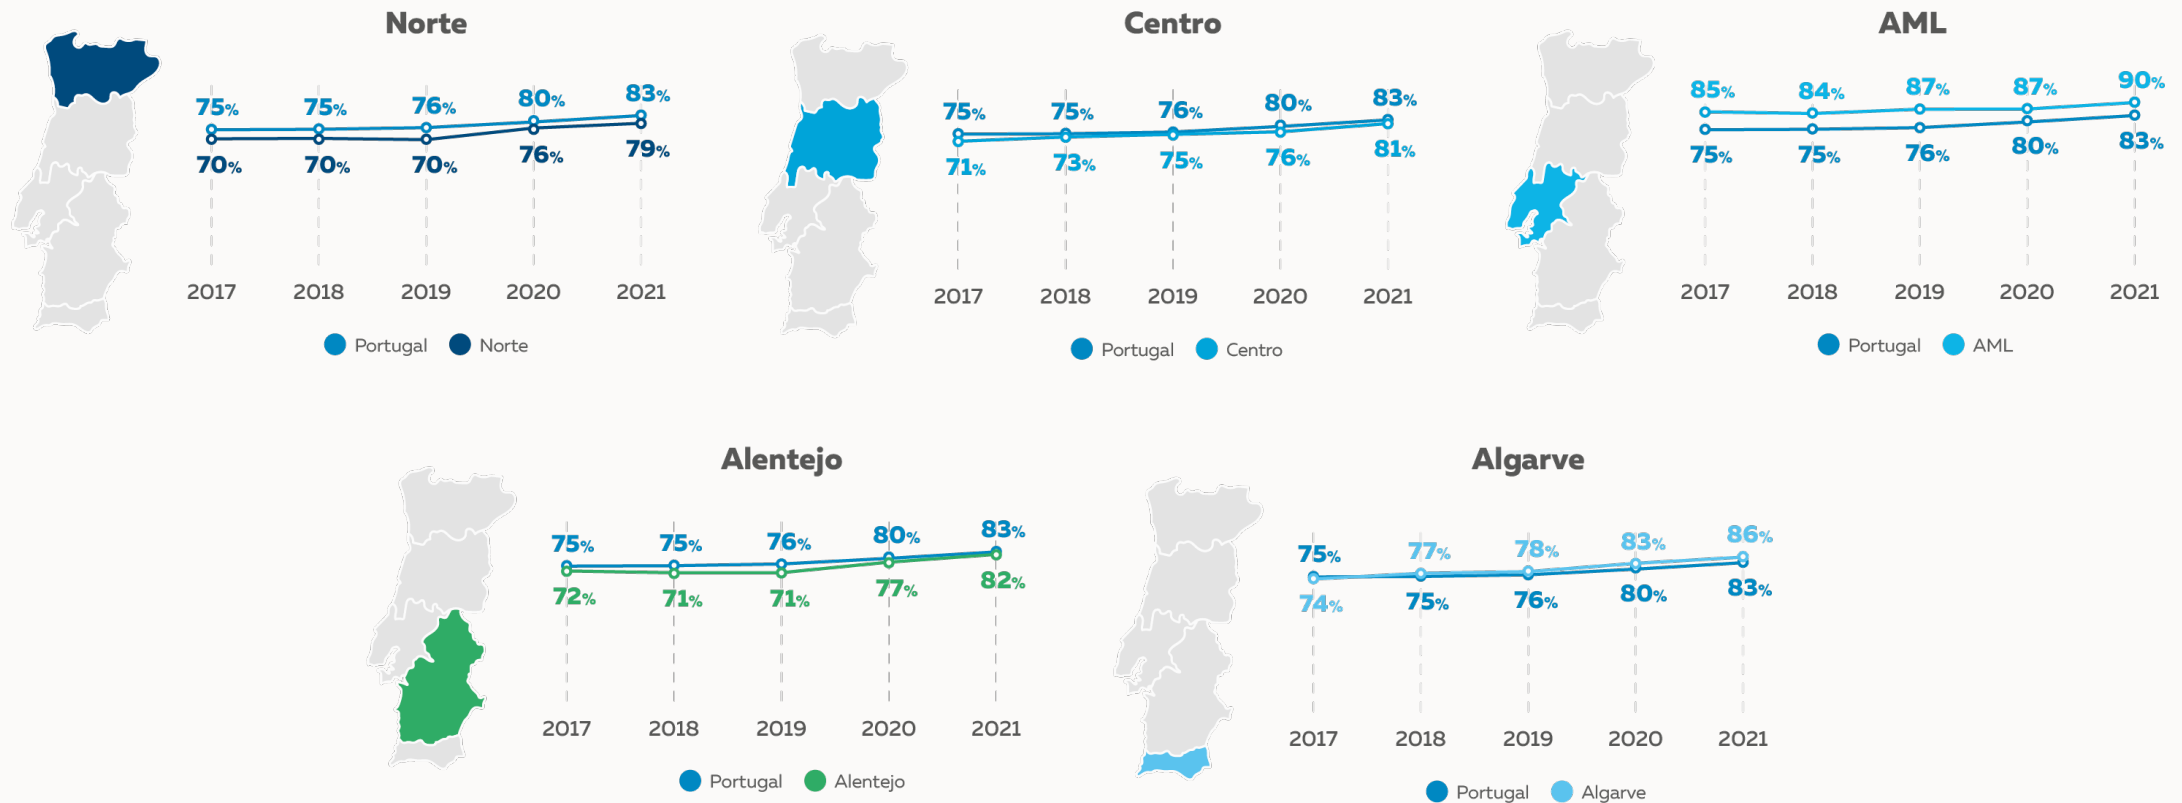 Norte
75% 75% 76% 80% 83%
70% 70% 70% 76% 79%
2017 2018 2019 2020 2021
Portugal Norte
Centro
75% 75% 76% 80% 83%
71% 73% 75% 76% 81%
2017 2018 2019 2020 2021
Portugal Centro
AML
85% 84% 87% 87% 90%
75% 75% 76% 80% 83%
2017 2018 2019 2020 2021
Portugal AML
Alentejo
75% 75% 76% 80% 83%
72% 71% 71% 77% 82%
2017 2018 2019 2020 2021
Portugal Alentejo
Algarve
75% 77% 78% 83% 86%
74% 75% 76% 80% 83%
2017 2018 2019 2020 2021
Portugal Algarve